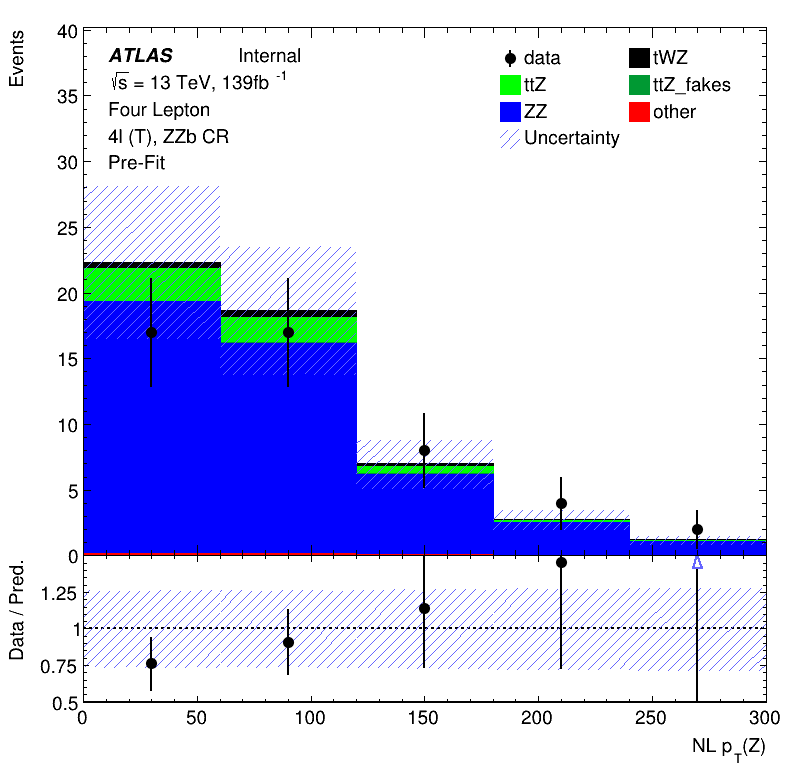 Events
40
35
30
25
20
15
10
5
0
ATLAS Internal
√s = 13 TeV, 139fb⁻¹
Four Lepton
4l (T), ZZb CR
Pre-Fit
data
ttZ
ZZ
Uncertainty
tWZ
ttZ_fakes
other
Data / Pred.
1.25
1
0.75
0.5
0 50 100 150 200 250 300
NL p_T(Z)